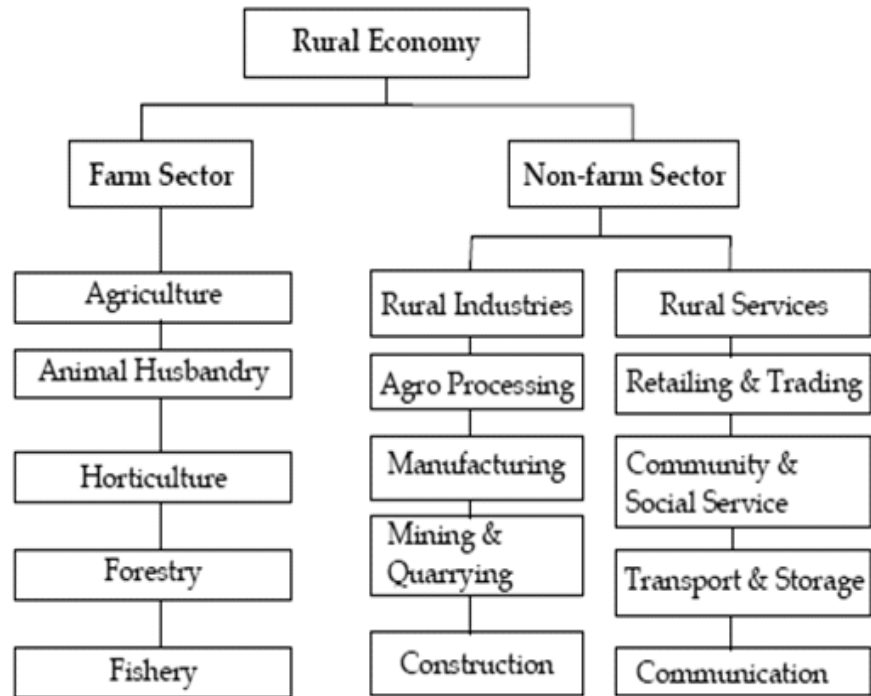 Rural Economy
Farm Sector
Non-farm Sector
Agriculture
Animal Husbandry
Horticulture
Forestry
Fishery
Rural Industries
Agro Processing
Manufacturing
Mining &
Quarrying
Construction
Rural Services
Retailing & Trading
Community &
Social Service
Transport & Storage
Communication